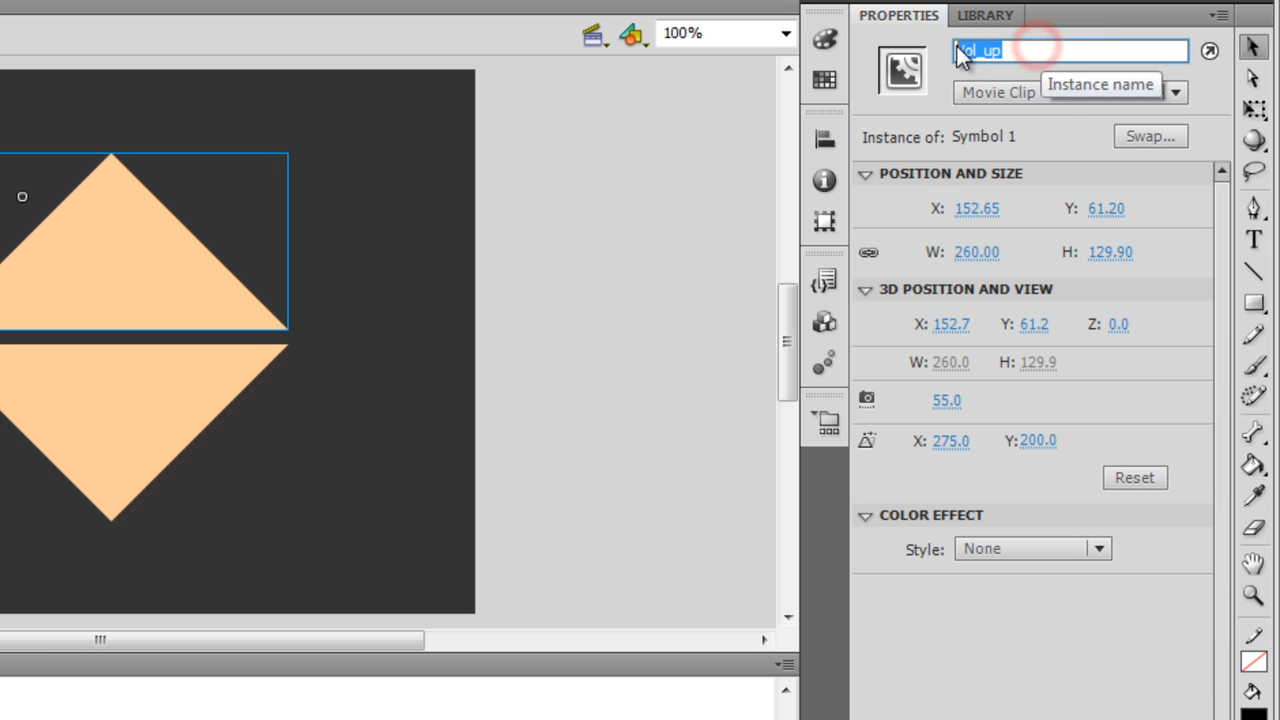 PROPERTIES LIBRARY
100%
Instance name
Movie Clip
Instance of: Symbol 1 Swap...
POSITION AND SIZE
X: 152.65 Y: 61.20
W: 260.00 H: 129.90
3D POSITION AND VIEW
X: 152.7 Y: 61.2 Z: 0.0
W: 260.0 H: 129.9
55.0
X: 275.0 Y: 200.0
Reset
COLOR EFFECT
Style: None